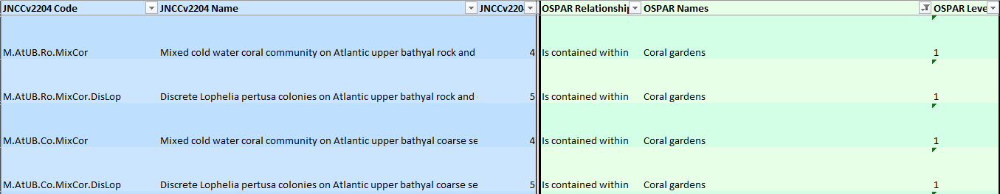 JNCCv2204 Code JNCCv2204 Name JNCCv220 OSPAR Relationship OSPAR Names OSPAR Leve
M.AtUB.Ro.MixCor Mixed cold water coral community on Atlantic upper bathyal rock and 4 Is contained within Coral gardens 1
M.AtUB.Ro.MixCor.DisLop Discrete Lophelia pertusa colonies on Atlantic upper bathyal rock and 5 Is contained within Coral gardens 1
M.AtUB.Co.MixCor Mixed cold water coral community on Atlantic upper bathyal coarse se 4 Is contained within Coral gardens 1
M.AtUB.Co.MixCor.DisLop Discrete Lophelia pertusa colonies on Atlantic upper bathyal coarse se 5 Is contained within Coral gardens 1